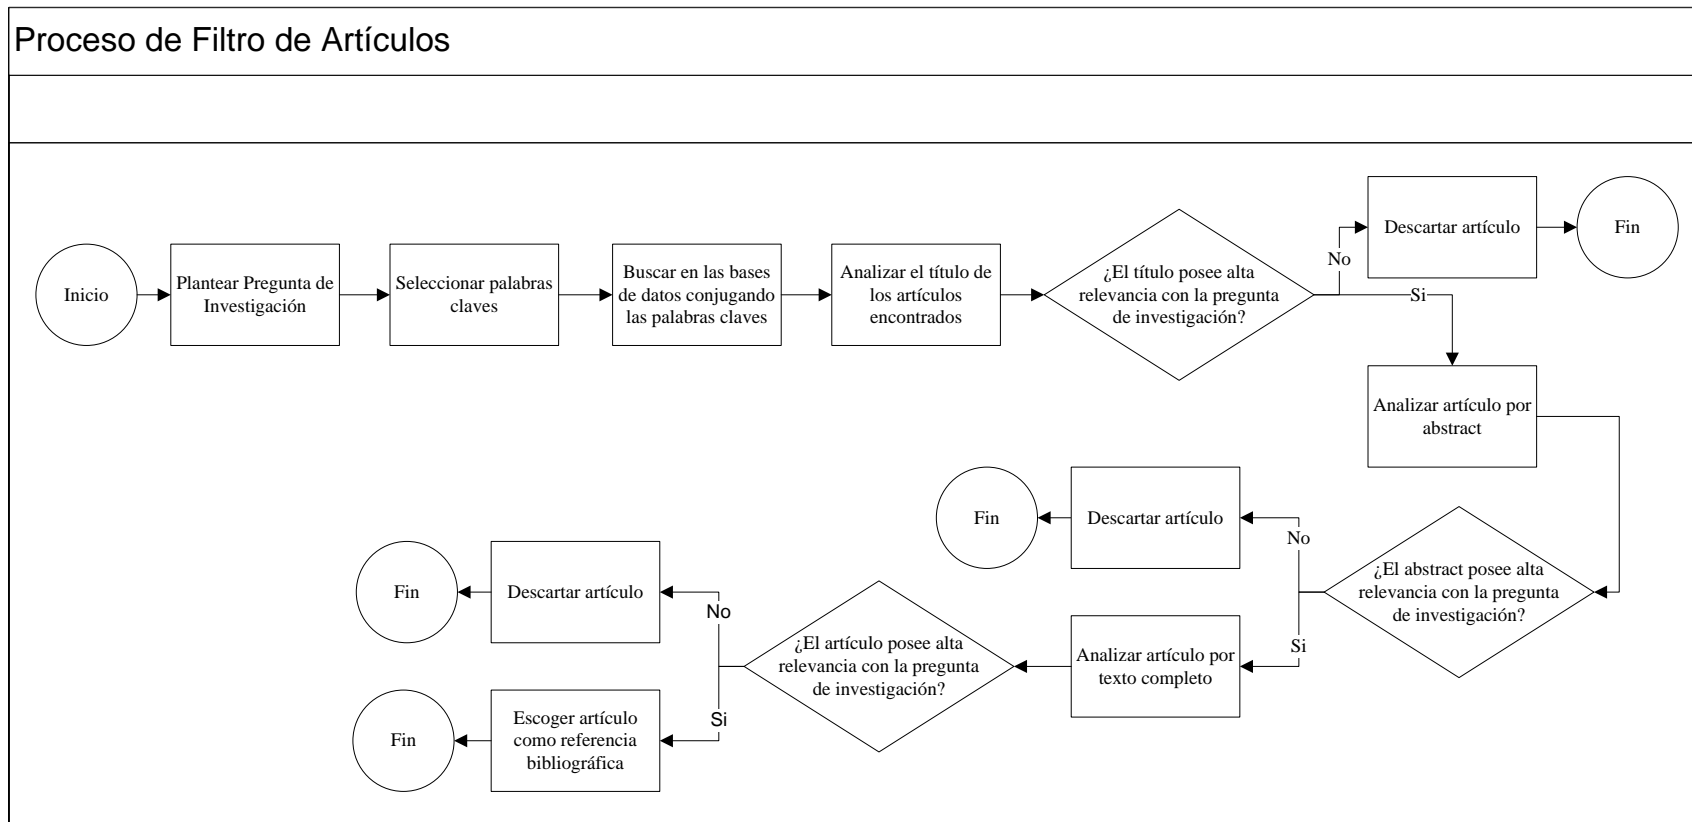 Proceso de Filtro de Artículos
Inicio
Plantear Pregunta de
Investigación
Seleccionar palabras
claves
Buscar en las bases
de datos conjugando
las palabras claves
Analizar el título de
los artículos
encontrados
¿El título posee alta
relevancia con la pregunta
de investigación?
No
Descartar artículo
Fin
Si
Analizar artículo por
abstract
¿El abstract posee alta
relevancia con la pregunta
de investigación?
No
Descartar artículo
Fin
Si
Analizar artículo por
texto completo
¿El artículo posee alta
relevancia con la pregunta
de investigación?
No
Descartar artículo
Fin
Si
Escoger artículo
como referencia
bibliográfica
Fin